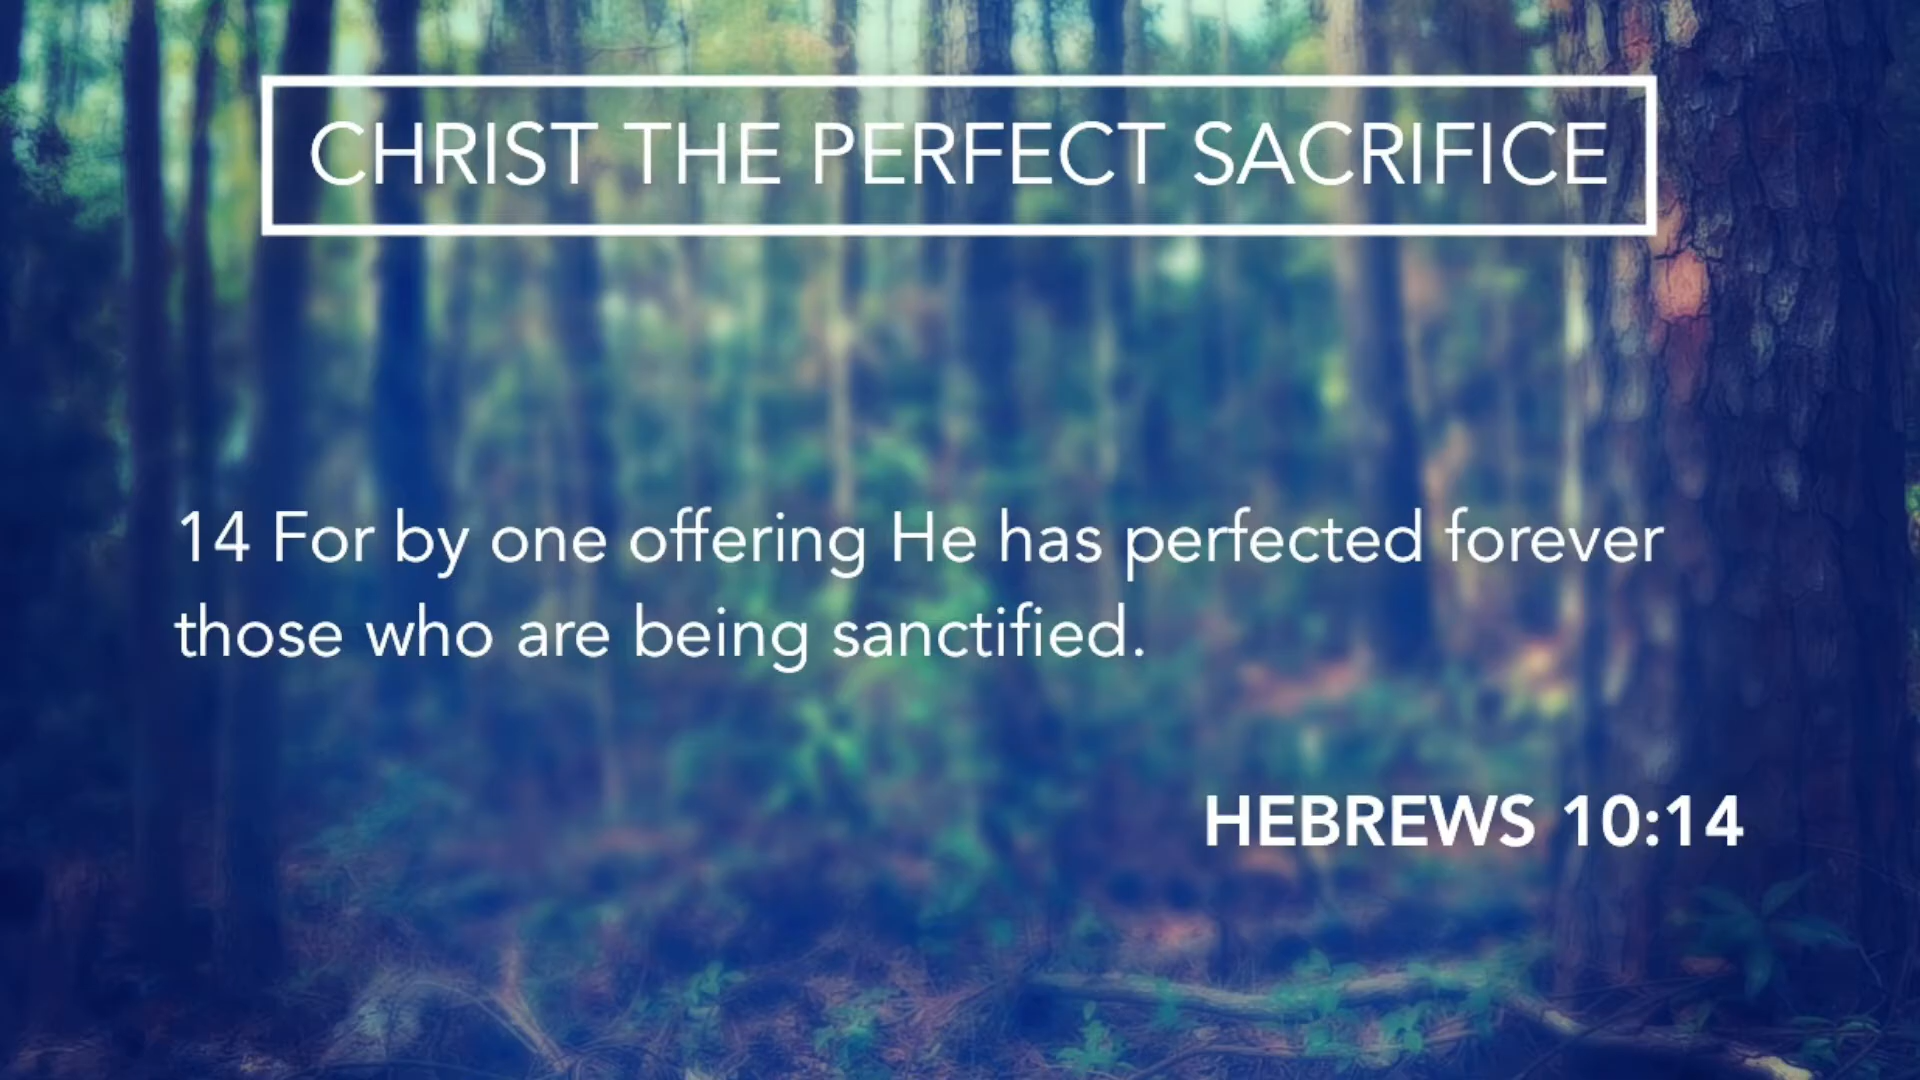 CHRIST THE PERFECT SACRIFICE
14 For by one offering He has perfected forever
those who are being sanctified.
HEBREWS 10:14